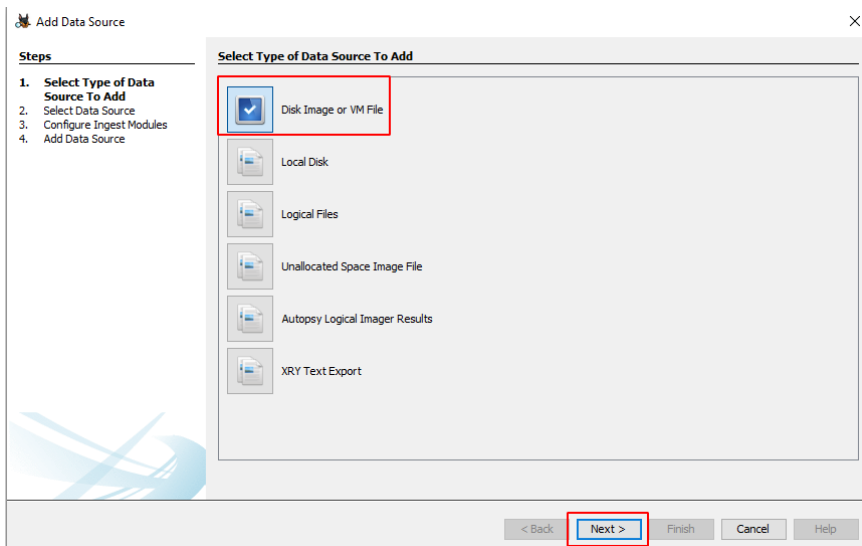 Add Data Source
Steps
1. Select Type of Data
Source To Add
2. Select Data Source
3. Configure Ingest Modules
4. Add Data Source
Select Type of Data Source To Add
Disk Image or VM File
Local Disk
Logical Files
Unallocated Space Image File
Autopsy Logical Imager Results
XRY Text Export
< Back Next > Finish Cancel Help